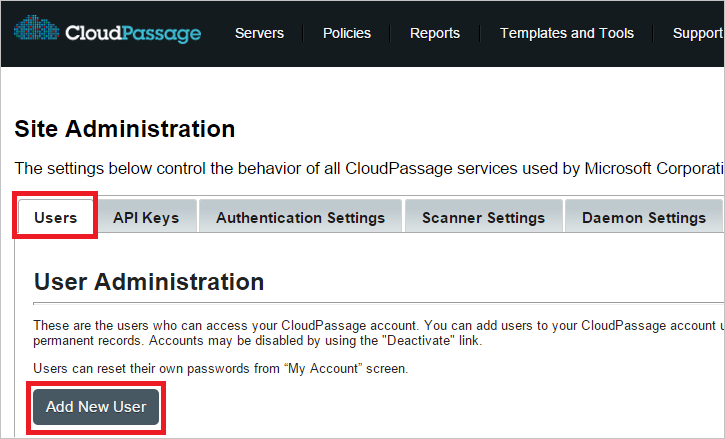 CloudPassage Servers Policies Reports Templates and Tools Support
Site Administration
The settings below control the behavior of all CloudPassage services used by Microsoft Corporati
Users API Keys Authentication Settings Scanner Settings Daemon Settings
User Administration
These are the users who can access your CloudPassage account. You can add users to your CloudPassage account u
permanent records. Accounts may be disabled by using the "Deactivate" link.
Users can reset their own passwords from “My Account” screen.
Add New User